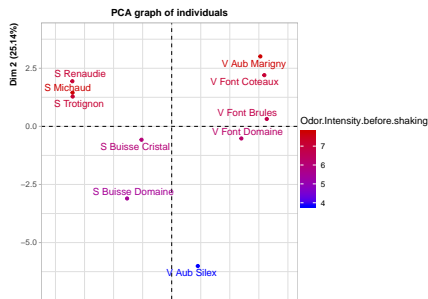 PCA graph of individuals
Dim 2 (25.14%)
2.5
0.0
−2.5
−5.0
V Aub Marigny
S Renaudie
V Font Coteaux
S Michaud
S Trotignon
V Font Brules
V Font Domaine
S Buisse Cristal
S Buisse Domaine
V Aub Silex
Odor.Intensity.before.shaking
7
6
5
4